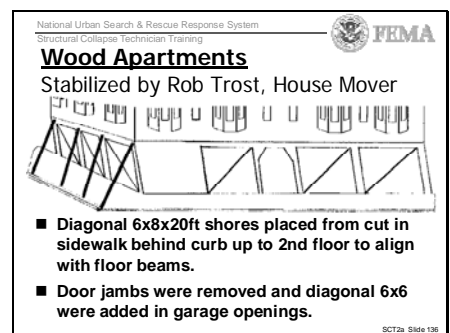 National Urban Search & Rescue Response System
Structural Collapse Technician Training
FEMA
Wood Apartments
Stabilized by Rob Trost, House Mover
■ Diagonal 6x8x20ft shores placed from cut in
sidewalk behind curb up to 2nd floor to align
with floor beams.
■ Door jambs were removed and diagonal 6x6
were added in garage openings.
SCT2a Slide 136